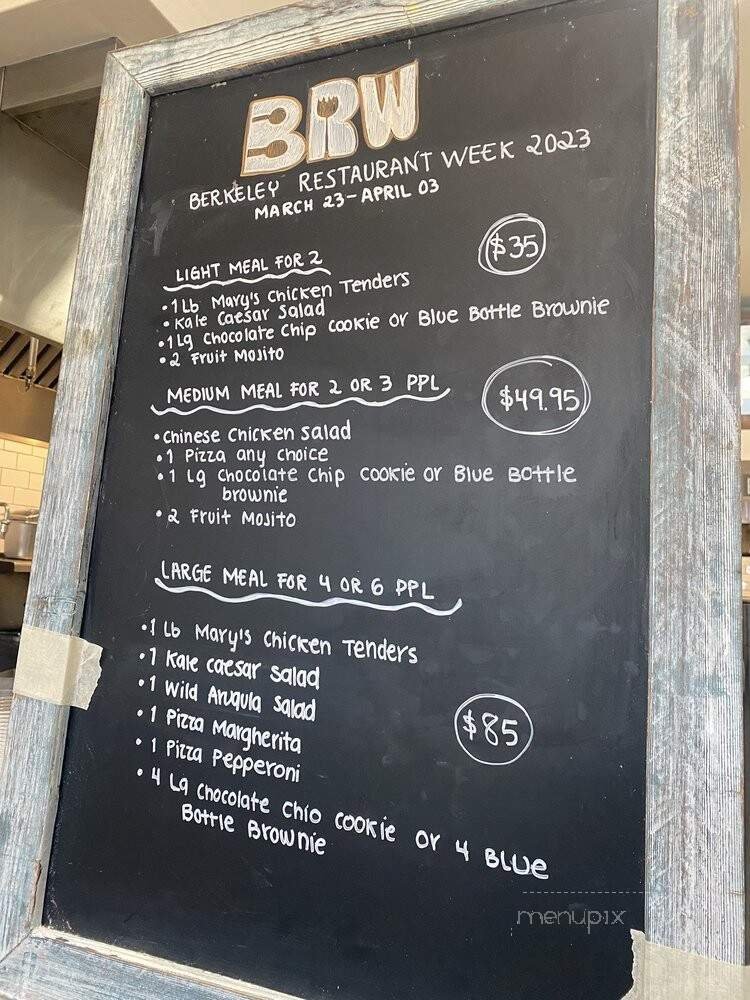 BRW
BERKELEY RESTAURANT WEEK 2023
MARCH 23-APRIL 03
LIGHT MEAL FOR 2
$35
• 1 Lb Mary's Chicken Tenders
• Kale Caesar Salad
• 1 Lg Chocolate Chip Cookie or Blue Bottle Brownie
• 2 Fruit Mojito
MEDIUM MEAL FOR 2 OR 3 PPL
$49.95
• Chinese Chicken Salad
• 1 Pizza any choice
• 1 Lg Chocolate Chip Cookie or Blue Bottle
brownie
• 2 Fruit Mojito
LARGE MEAL FOR 4 OR 6 PPL
• 1 Lb Mary's Chicken Tenders
• 1 Kale Caesar Salad
• 1 Wild Arugula Salad
• 1 Pizza Margherita
$85
• 1 Pizza Pepperoni
• 4 Lg Chocolate Chio Cookie or 4 Blue
Bottle Brownie
menupix